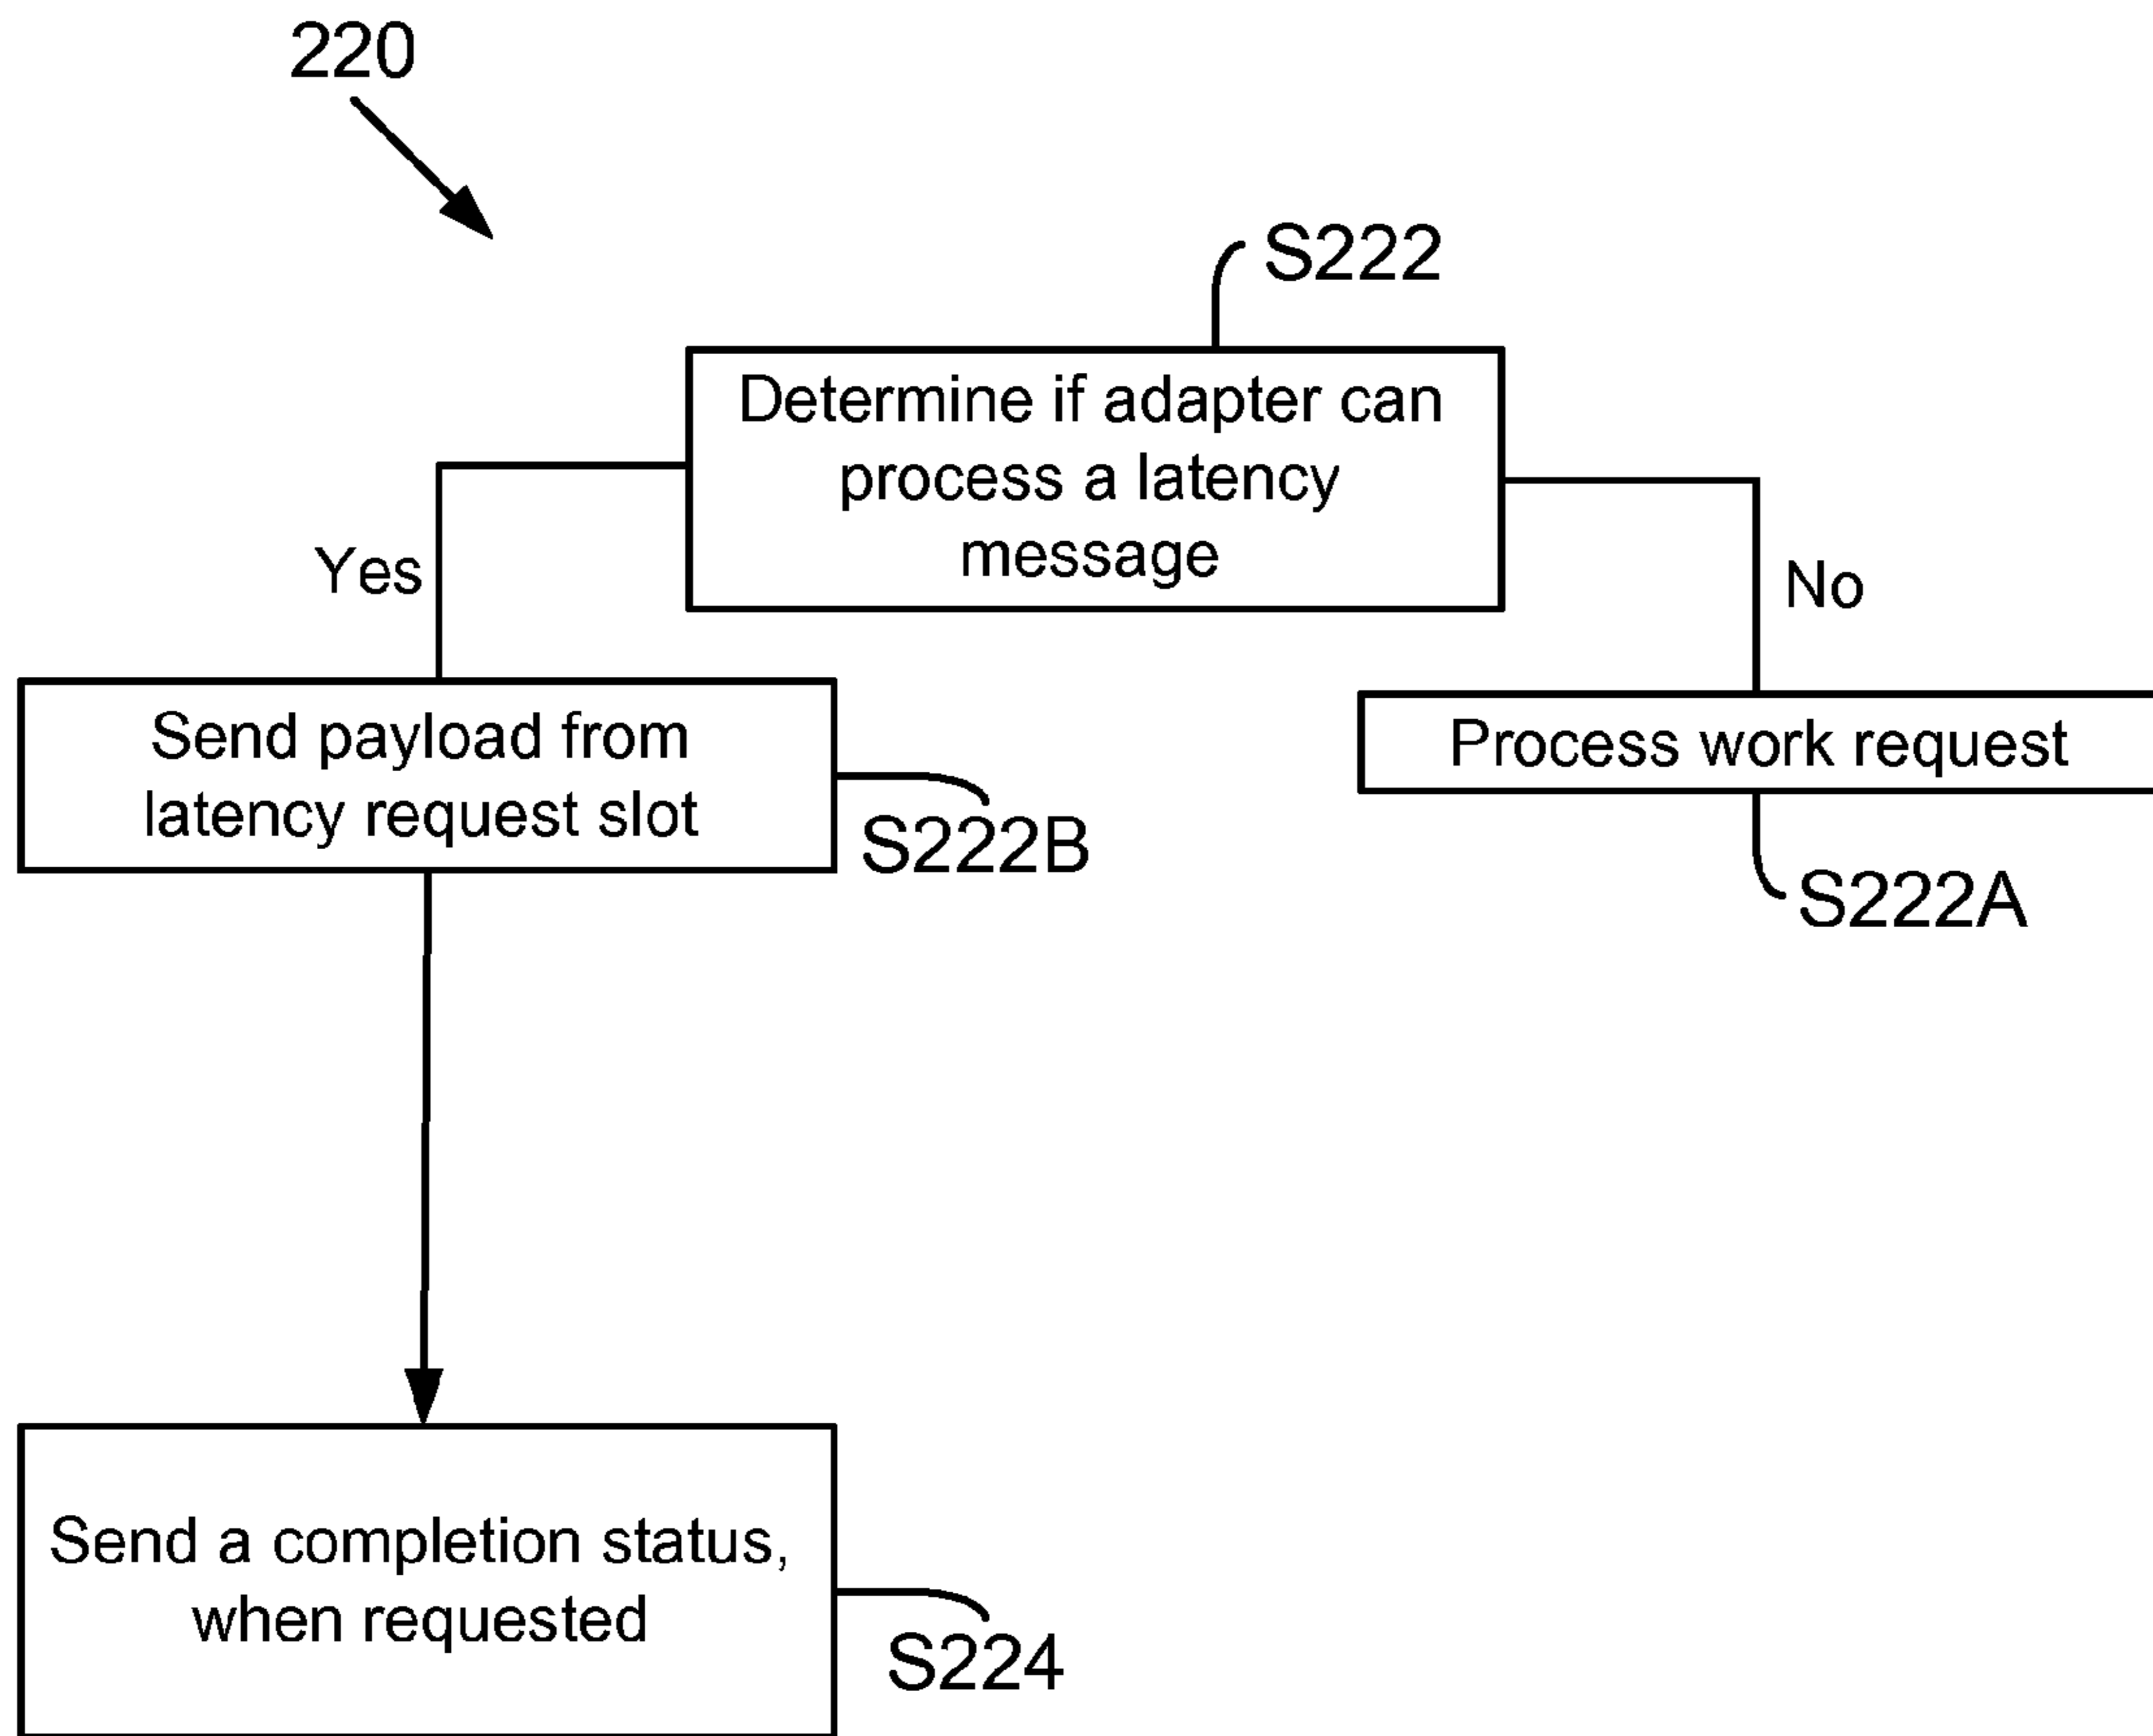 220
S222
Determine if adapter can
process a latency
message
Yes
No
Send payload from
latency request slot
S222B
Process work request
S222A
Send a completion status,
when requested
S224